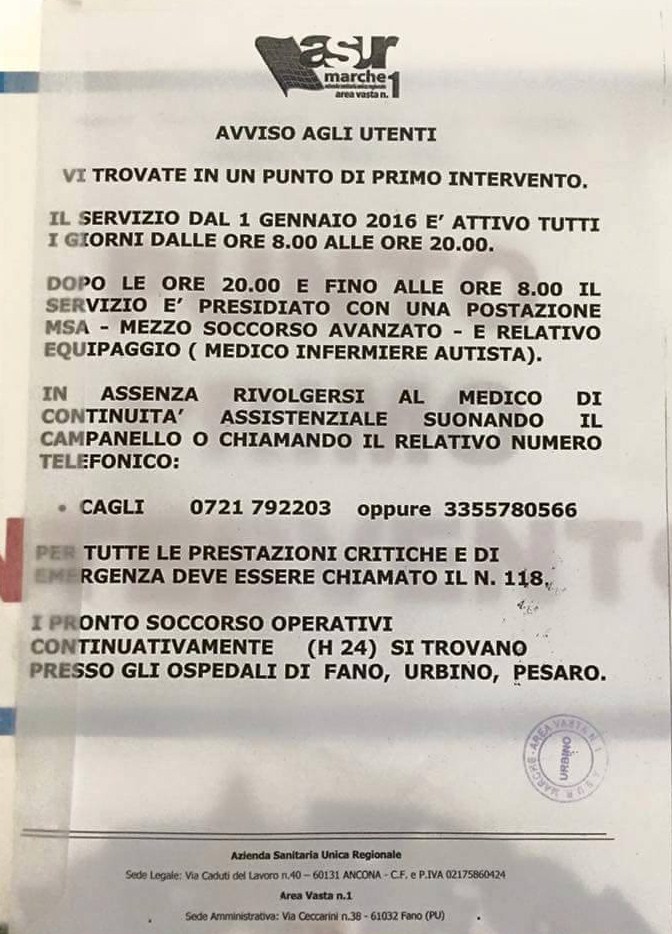 asur
marche 1
azienda sanitaria unica regionale
area vasta n.
AVVISO AGLI UTENTI
VI TROVATE IN UN PUNTO DI PRIMO INTERVENTO.
IL SERVIZIO DAL 1 GENNAIO 2016 E' ATTIVO TUTTI
I GIORNI DALLE ORE 8.00 ALLE ORE 20.00.
DOPO LE ORE 20.00 E FINO ALLE ORE 8.00 IL
SERVIZIO E' PRESIDIATO CON UNA POSTAZIONE
MSA - MEZZO SOCCORSO AVANZATO - E RELATIVO
EQUIPAGGIO ( MEDICO INFERMIERE AUTISTA).
IN ASSENZA RIVOLGERSI AL MEDICO DI
CONTINUITA' ASSISTENZIALE SUONANDO IL
CAMPANELLO O CHIAMANDO IL RELATIVO NUMERO
TELEFONICO:
• CAGLI 0721 792203 oppure 3355780566
PER TUTTE LE PRESTAZIONI CRITICHE E DI
EMERGENZA DEVE ESSERE CHIAMATO IL N. 118.
I PRONTO SOCCORSO OPERATIVI
CONTINUATIVAMENTE (H 24) SI TROVANO
PRESSO GLI OSPEDALI DI FANO, URBINO, PESARO.
AREA VASTA N. 1
URBINO
ASUR MARCHE
Azienda Sanitaria Unica Regionale
Sede Legale: Via Caduti del Lavoro n.40 – 60131 ANCONA - C.F. e P.IVA 02175860424
Area Vasta n.1
Sede Amministrativa: Via Ceccarini n.38 - 61032 Fano (PU)